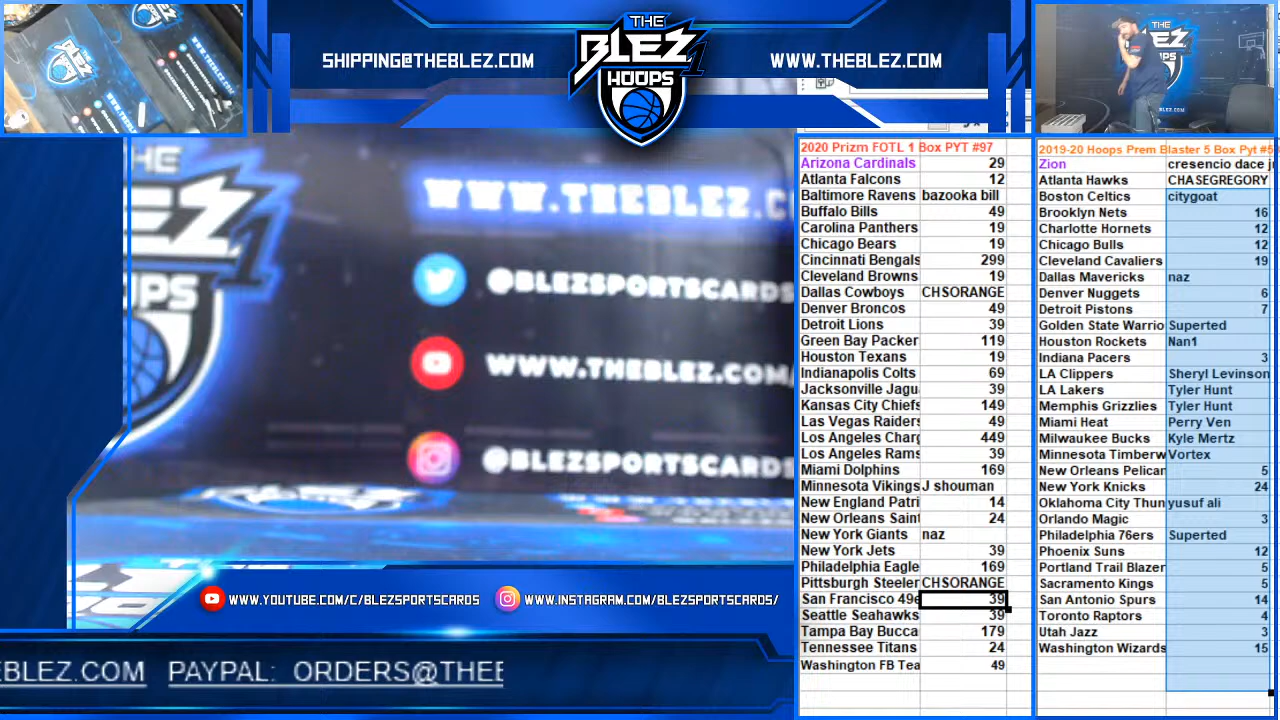 SHIPPING@THEBLEZ.COM
THE
BLEZ1
HOOPS
WWW.THEBLEZ.COM
WWW.THEBLEZ.C
@BLEZSPORTSCARDS
WWW.THEBLEZ.COM/
@BLEZSPORTSCARDS
WWW.YOUTUBE.COM/C/BLEZSPORTSCARDS
WWW.INSTAGRAM.COM/BLEZSPORTSCARDS/
EBLEZ.COM PAYPAL: ORDERS@THEE
2020 Prizm FOTL 1 Box PYT #97
Arizona Cardinals 29
Atlanta Falcons 12
Baltimore Ravens bazooka bill
Buffalo Bills 49
Carolina Panthers 19
Chicago Bears 19
Cincinnati Bengals 299
Cleveland Browns 19
Dallas Cowboys CHSORANGE
Denver Broncos 49
Detroit Lions 39
Green Bay Packer 119
Houston Texans 19
Indianapolis Colts 69
Jacksonville Jagu 39
Kansas City Chiefs 149
Las Vegas Raiders 49
Los Angeles Charg 449
Los Angeles Rams 39
Miami Dolphins 169
Minnesota Vikings J shouman
New England Patri 14
New Orleans Saint 24
New York Giants naz
New York Jets 39
Philadelphia Eagle 169
Pittsburgh Steeler CHSORANGE
San Francisco 49e 39
Seattle Seahawks 39
Tampa Bay Bucca 179
Tennessee Titans 24
Washington FB Tea 49
2019-20 Hoops Prem Blaster 5 Box Pyt #5
Zion cresencio dace j
Atlanta Hawks CHASEGREGORY
Boston Celtics citygoat
Brooklyn Nets 16
Charlotte Hornets 12
Chicago Bulls 12
Cleveland Cavaliers 19
Dallas Mavericks naz
Denver Nuggets 6
Detroit Pistons 7
Golden State Warrio Superted
Houston Rockets Nan1
Indiana Pacers 3
LA Clippers Sheryl Levinson
LA Lakers Tyler Hunt
Memphis Grizzlies Tyler Hunt
Miami Heat Perry Ven
Milwaukee Bucks Kyle Mertz
Minnesota Timberw Vortex
New Orleans Pelican 5
New York Knicks 24
Oklahoma City Thun yusuf ali
Orlando Magic 3
Philadelphia 76ers Superted
Phoenix Suns 12
Portland Trail Blazer 5
Sacramento Kings 5
San Antonio Spurs 14
Toronto Raptors 4
Utah Jazz 3
Washington Wizards 15